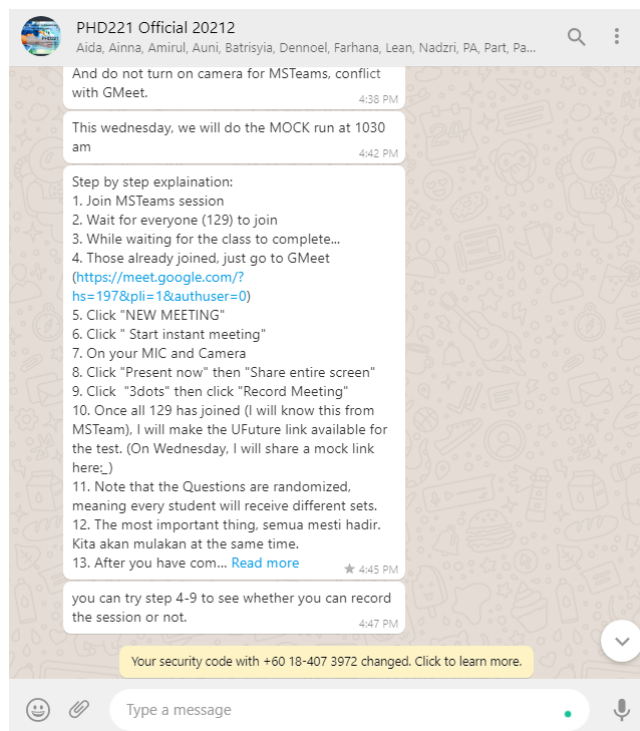 PHD221 Official 20212
Aida, Ainna, Amirul, Auni, Batrisyia, Dennoel, Farhana, Lean, Nadzri, PA, Part, Pa...
And do not turn on camera for MSTeams, conflict
with GMeet.
4:38 PM
This wednesday, we will do the MOCK run at 1030
am
4:42 PM
Step by step explaination:
1. Join MSTeams session
2. Wait for everyone (129) to join
3. While waiting for the class to complete...
4. Those already joined, just go to GMeet
(https://meet.google.com/?
hs=197&pli=1&authuser=0)
5. Click "NEW MEETING"
6. Click " Start instant meeting"
7. On your MIC and Camera
8. Click "Present now" then "Share entire screen"
9. Click  "3dots" then click "Record Meeting"
10. Once all 129 has joined (I will know this from
MSTeam), I will make the UFuture link available for
the test. (On Wednesday, I will share a mock link
here:_)
11. Note that the Questions are randomized,
meaning every student will receive different sets.
12. The most important thing, semua mesti hadir.
Kita akan mulakan at the same time.
13. After you have com... Read more
4:45 PM
you can try step 4-9 to see whether you can record
the session or not.
4:47 PM
Your security code with +60 18-407 3972 changed. Click to learn more.
Type a message